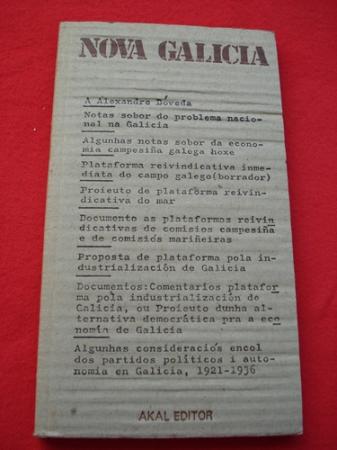 NOVA GALICIA
A Alexandre Bóveda
Notas sobor do problema nacio-
nal na Galicia
Algunhas notas sobor da econo-
mía campesiña galega hoxe
Plataforma reivindicativa inme-
diata do campo galego(borrador)
Proieuto de plataforma reivin-
dicativa do mar
Documento as plataformas reivin
dicativas de comisios campesiña
e de comisiós mariñeiras
Proposta de plataforma pola in-
dustrialización de Galicia
Documentos:Comentarios platafor
ma pola industrialización de
Galicia, ou Proieuto dunha al-
ternativa democrática pra a eco
nomía de Galicia
Algunhas consideraciós encol
dos partidos políticos i auto-
nomía en Galicia, 1921-1936
AKAL EDITOR